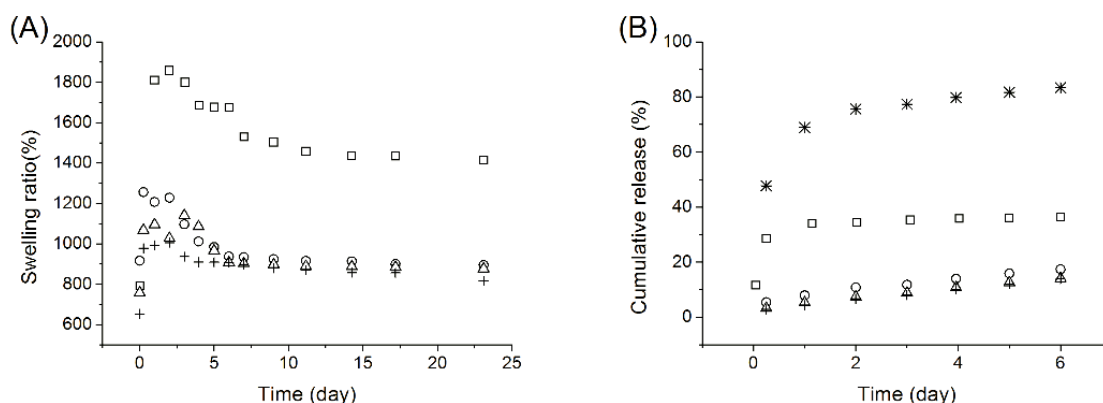 (A)
2000
1800
1600
1400
1200
1000
800
600
Swelling ratio(%)
0 5 10 15 20 25
Time (day)
(B)
100
80
60
40
20
0
Cumulative release (%)
0 2 4 6
Time (day)